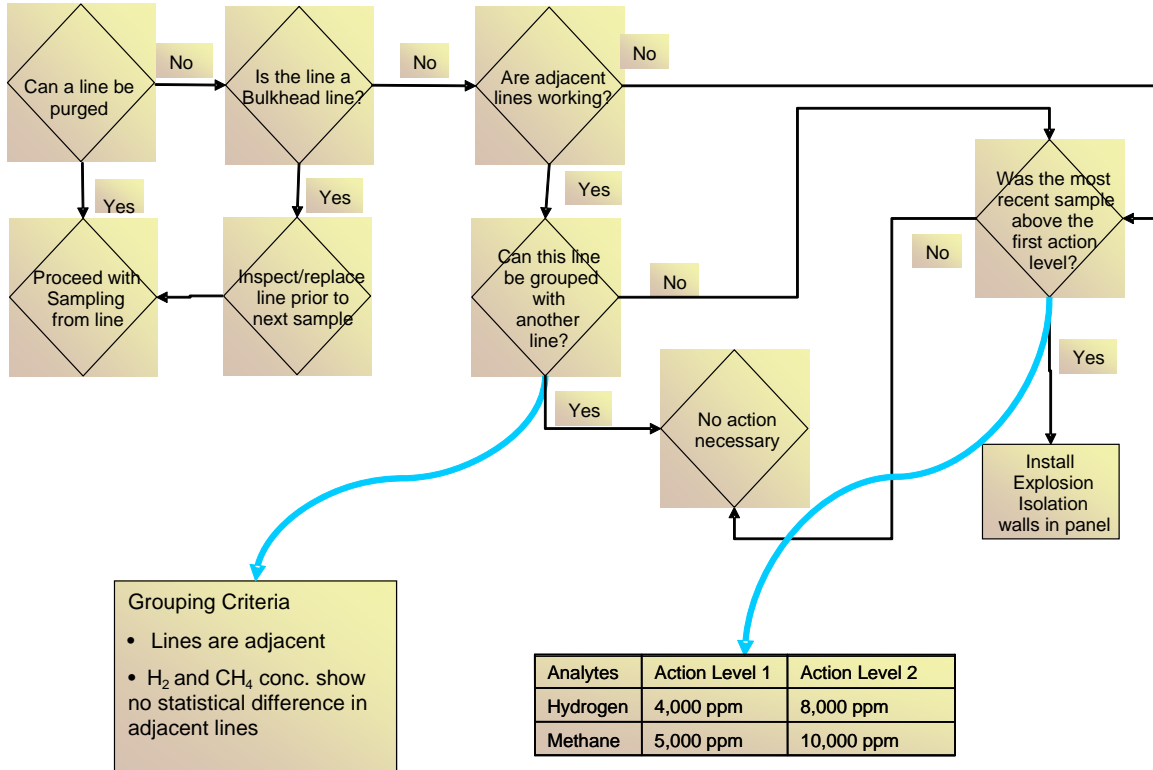 Can a line be
purged
No
Is the line a
Bulkhead line?
No
Are adjacent
lines working?
No
Yes
Yes
Yes
Proceed with
Sampling
from line
Inspect/replace
line prior to
next sample
Can this line
be grouped
with
another
line?
No
Yes
No action
necessary
Was the most
recent sample
above the
first action
level?
No
Yes
Install
Explosion
Isolation
walls in panel
Grouping Criteria
• Lines are adjacent
• H₂ and CH₄ conc. show
no statistical difference in
adjacent lines
Analytes Action Level 1 Action Level 2
Hydrogen 4,000 ppm 8,000 ppm
Methane 5,000 ppm 10,000 ppm